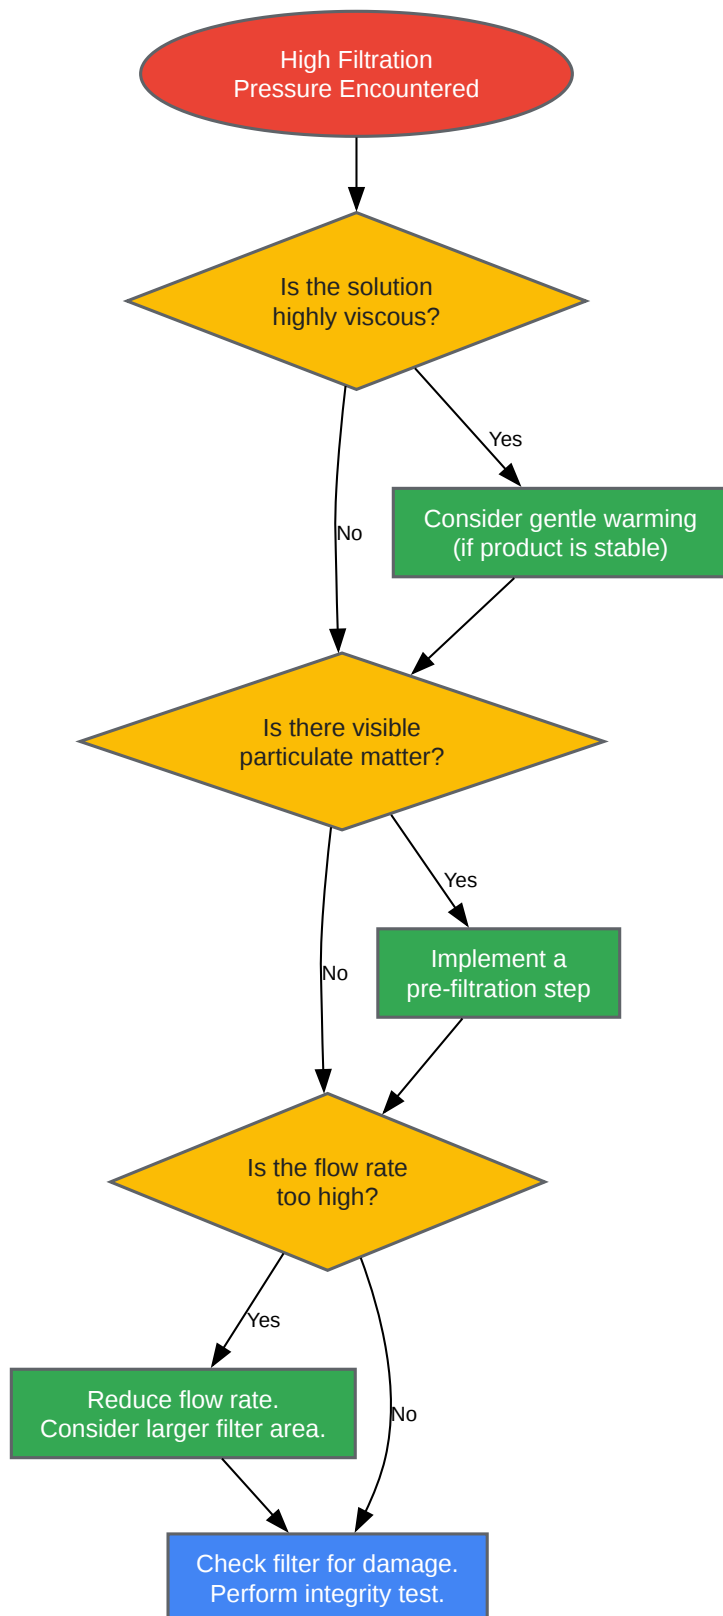 High Filtration
Pressure Encountered
Is the solution
highly viscous?
Yes
Consider gentle warming
(if product is stable)
No
Is there visible
particulate matter?
Yes
Implement a
pre-filtration step
No
Is the flow rate
too high?
Yes
Reduce flow rate.
Consider larger filter area.
No
Check filter for damage.
Perform integrity test.